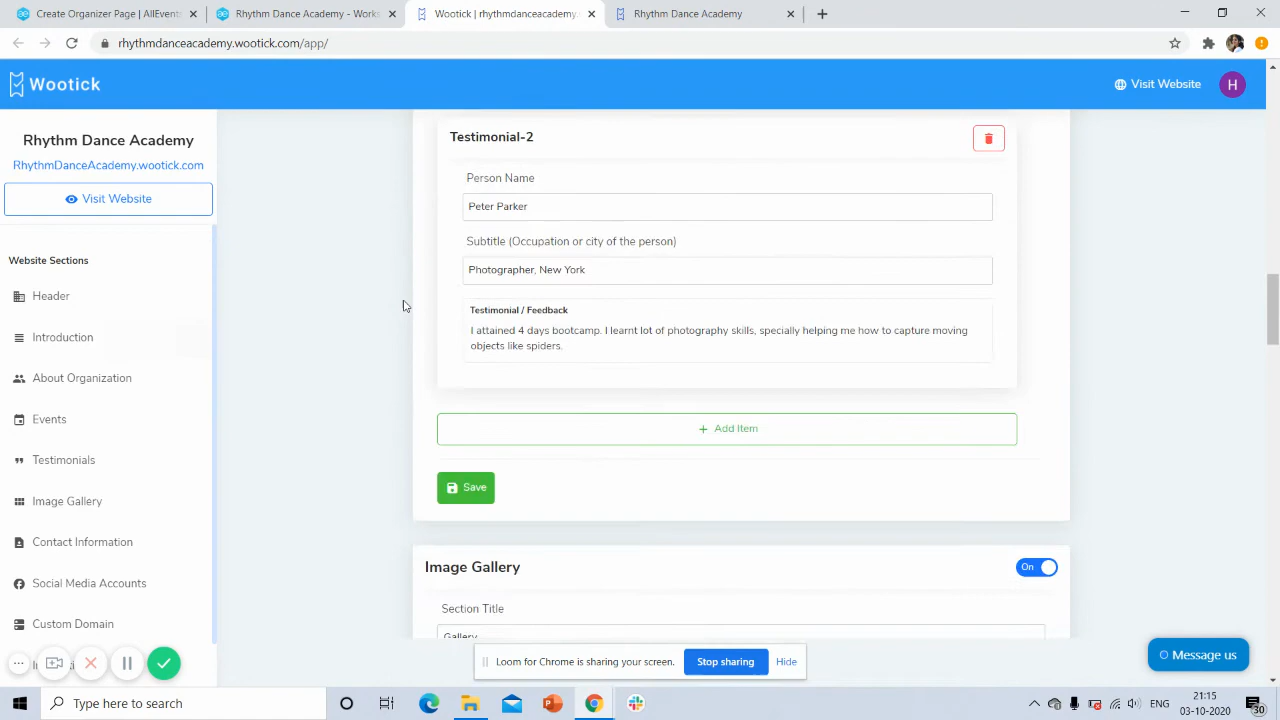 Organizer Page | AllEvents
Rhythm Dance Academy - Works
Wootick | rhythmdanceacademy.w
Rhythm Dance Academy
rhythmdanceacademy.wootick.com/app/
Wootick
Visit Website
H
Rhythm Dance Academy
RhythmDanceAcademy.wootick.com
Visit Website
Website Sections
Header
Introduction
About Organization
Events
Testimonials
Image Gallery
Contact Information
Social Media Accounts
Custom Domain
Testimonial-2
Person Name
Peter Parker
Subtitle (Occupation or city of the person)
Photographer, New York
Testimonial / Feedback
I attained 4 days bootcamp. I learnt lot of photography skills, specially helping me how to capture moving
objects like spiders.
+ Add Item
Save
Image Gallery
On
Section Title
Gallery
Loom for Chrome is sharing your screen.
Stop sharing
Hide
Message us
Type here to search
21:15
03-10-2020
30